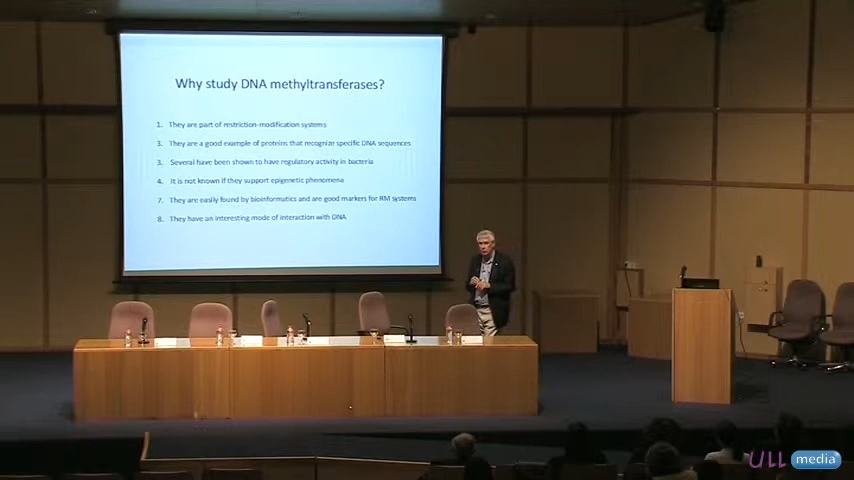 Why study DNA methyltransferases?
1. They are part of restriction-modification systems
3. They are a good example of proteins that recognize specific DNA sequences
3. Several have been shown to have regulatory activity in bacteria
4. It is not known if they support epigenetic phenomena
7. They are easily found by bioinformatics and are good markers for RM systems
8. They have an interesting mode of interaction with DNA
ULL media